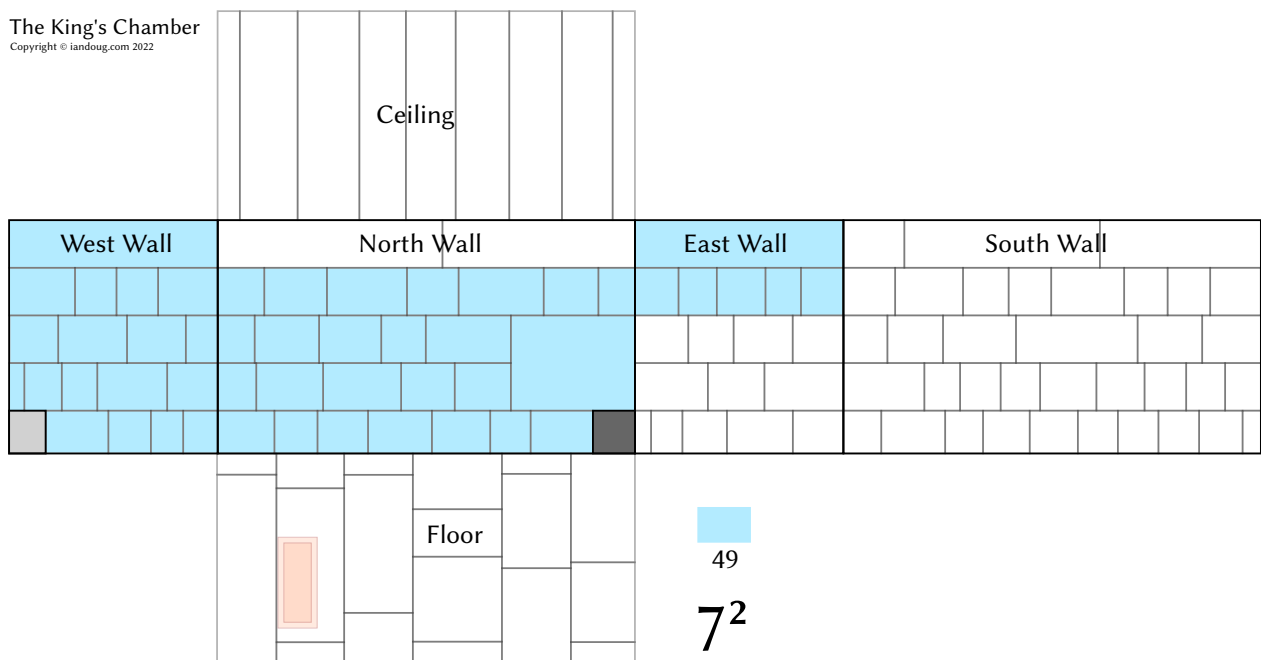 The King's Chamber
Copyright © iandoug.com 2022
Ceiling
West Wall
North Wall
East Wall
South Wall
Floor
49
7²